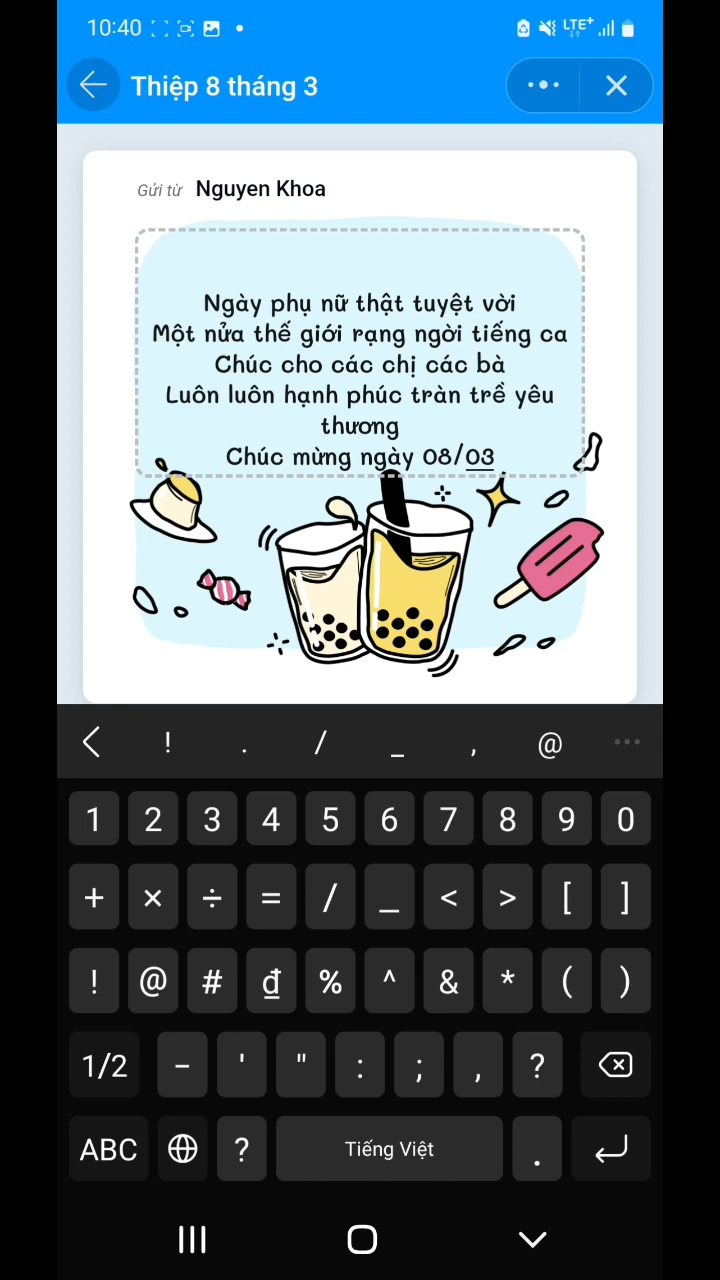 10:40 LTE+
Thiệp 8 tháng 3
Gửi từ Nguyen Khoa
Ngày phụ nữ thật tuyệt vời
Một nửa thế giới rạng ngời tiếng ca
Chúc cho các chị các bà
Luôn luôn hạnh phúc tràn trề yêu
thương
Chúc mừng ngày 08/03
! . / _ , @
1 2 3 4 5 6 7 8 9 0
+ × ÷ = / _ < > [ ]
! @ # ₫ % ^ & * ( )
1/2 - ' " : ; , ?
ABC ? Tiếng Việt .